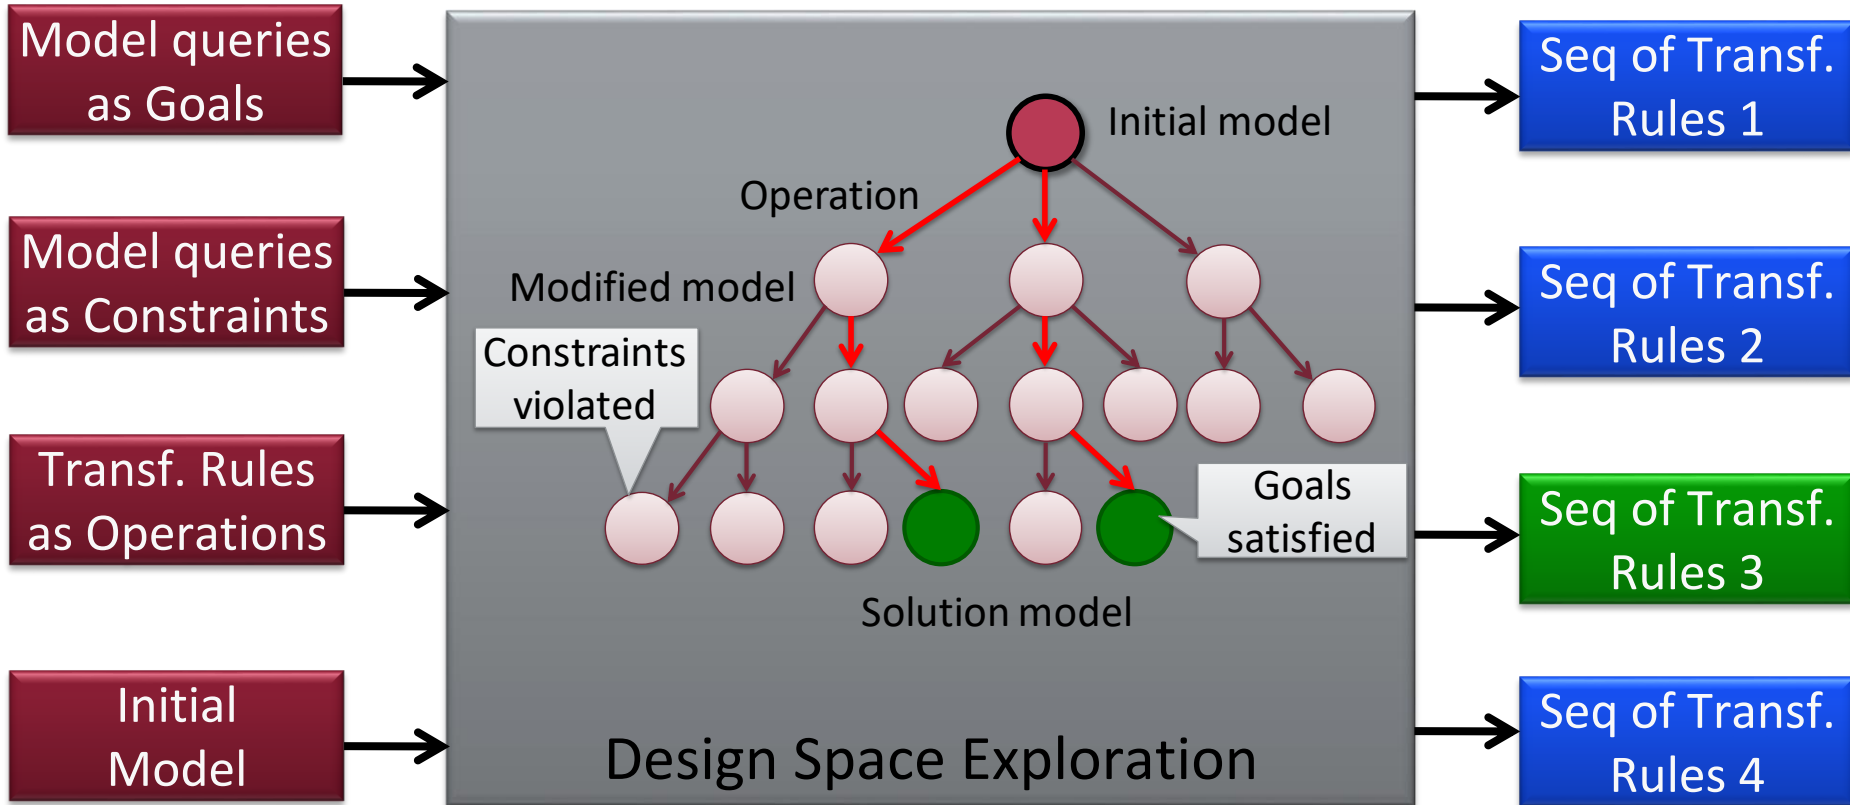 Model queries
as Goals
Model queries
as Constraints
Transf. Rules
as Operations
Initial
Model
Initial model
Operation
Modified model
Constraints
violated
Goals
satisfied
Solution model
Design Space Exploration
Seq of Transf.
Rules 1
Seq of Transf.
Rules 2
Seq of Transf.
Rules 3
Seq of Transf.
Rules 4